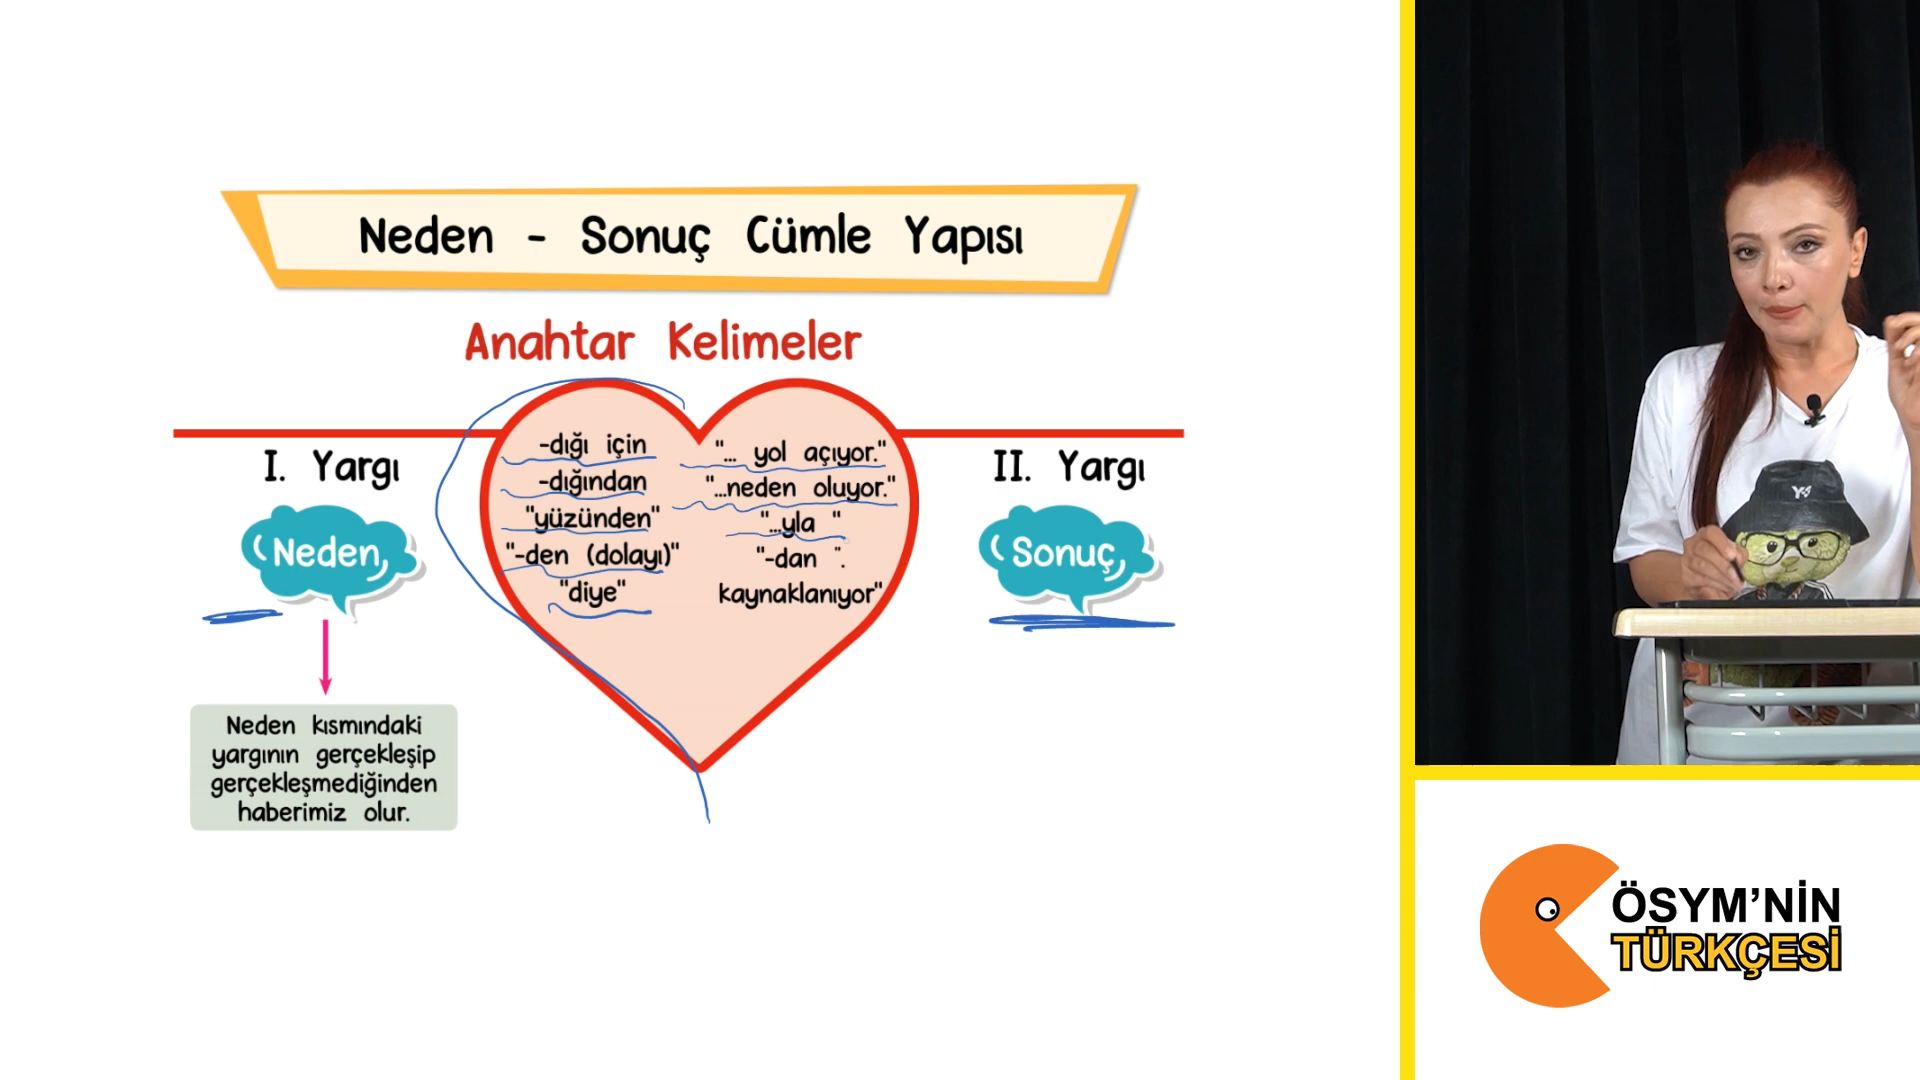 Neden - Sonuç Cümle Yapısı
Anahtar Kelimeler
I. Yargı
Neden
Neden kısmındaki
yargının gerçekleşip
gerçekleşmediğinden
haberimiz olur.
-dığı için
-dığından
"yüzünden"
"-den (dolayı)"
"diye"
"... yol açıyor."
"...neden oluyor."
"...yla "
"-dan ".
kaynaklanıyor"
II. Yargı
Sonuç
ÖSYM'NİN
TÜRKÇESİ